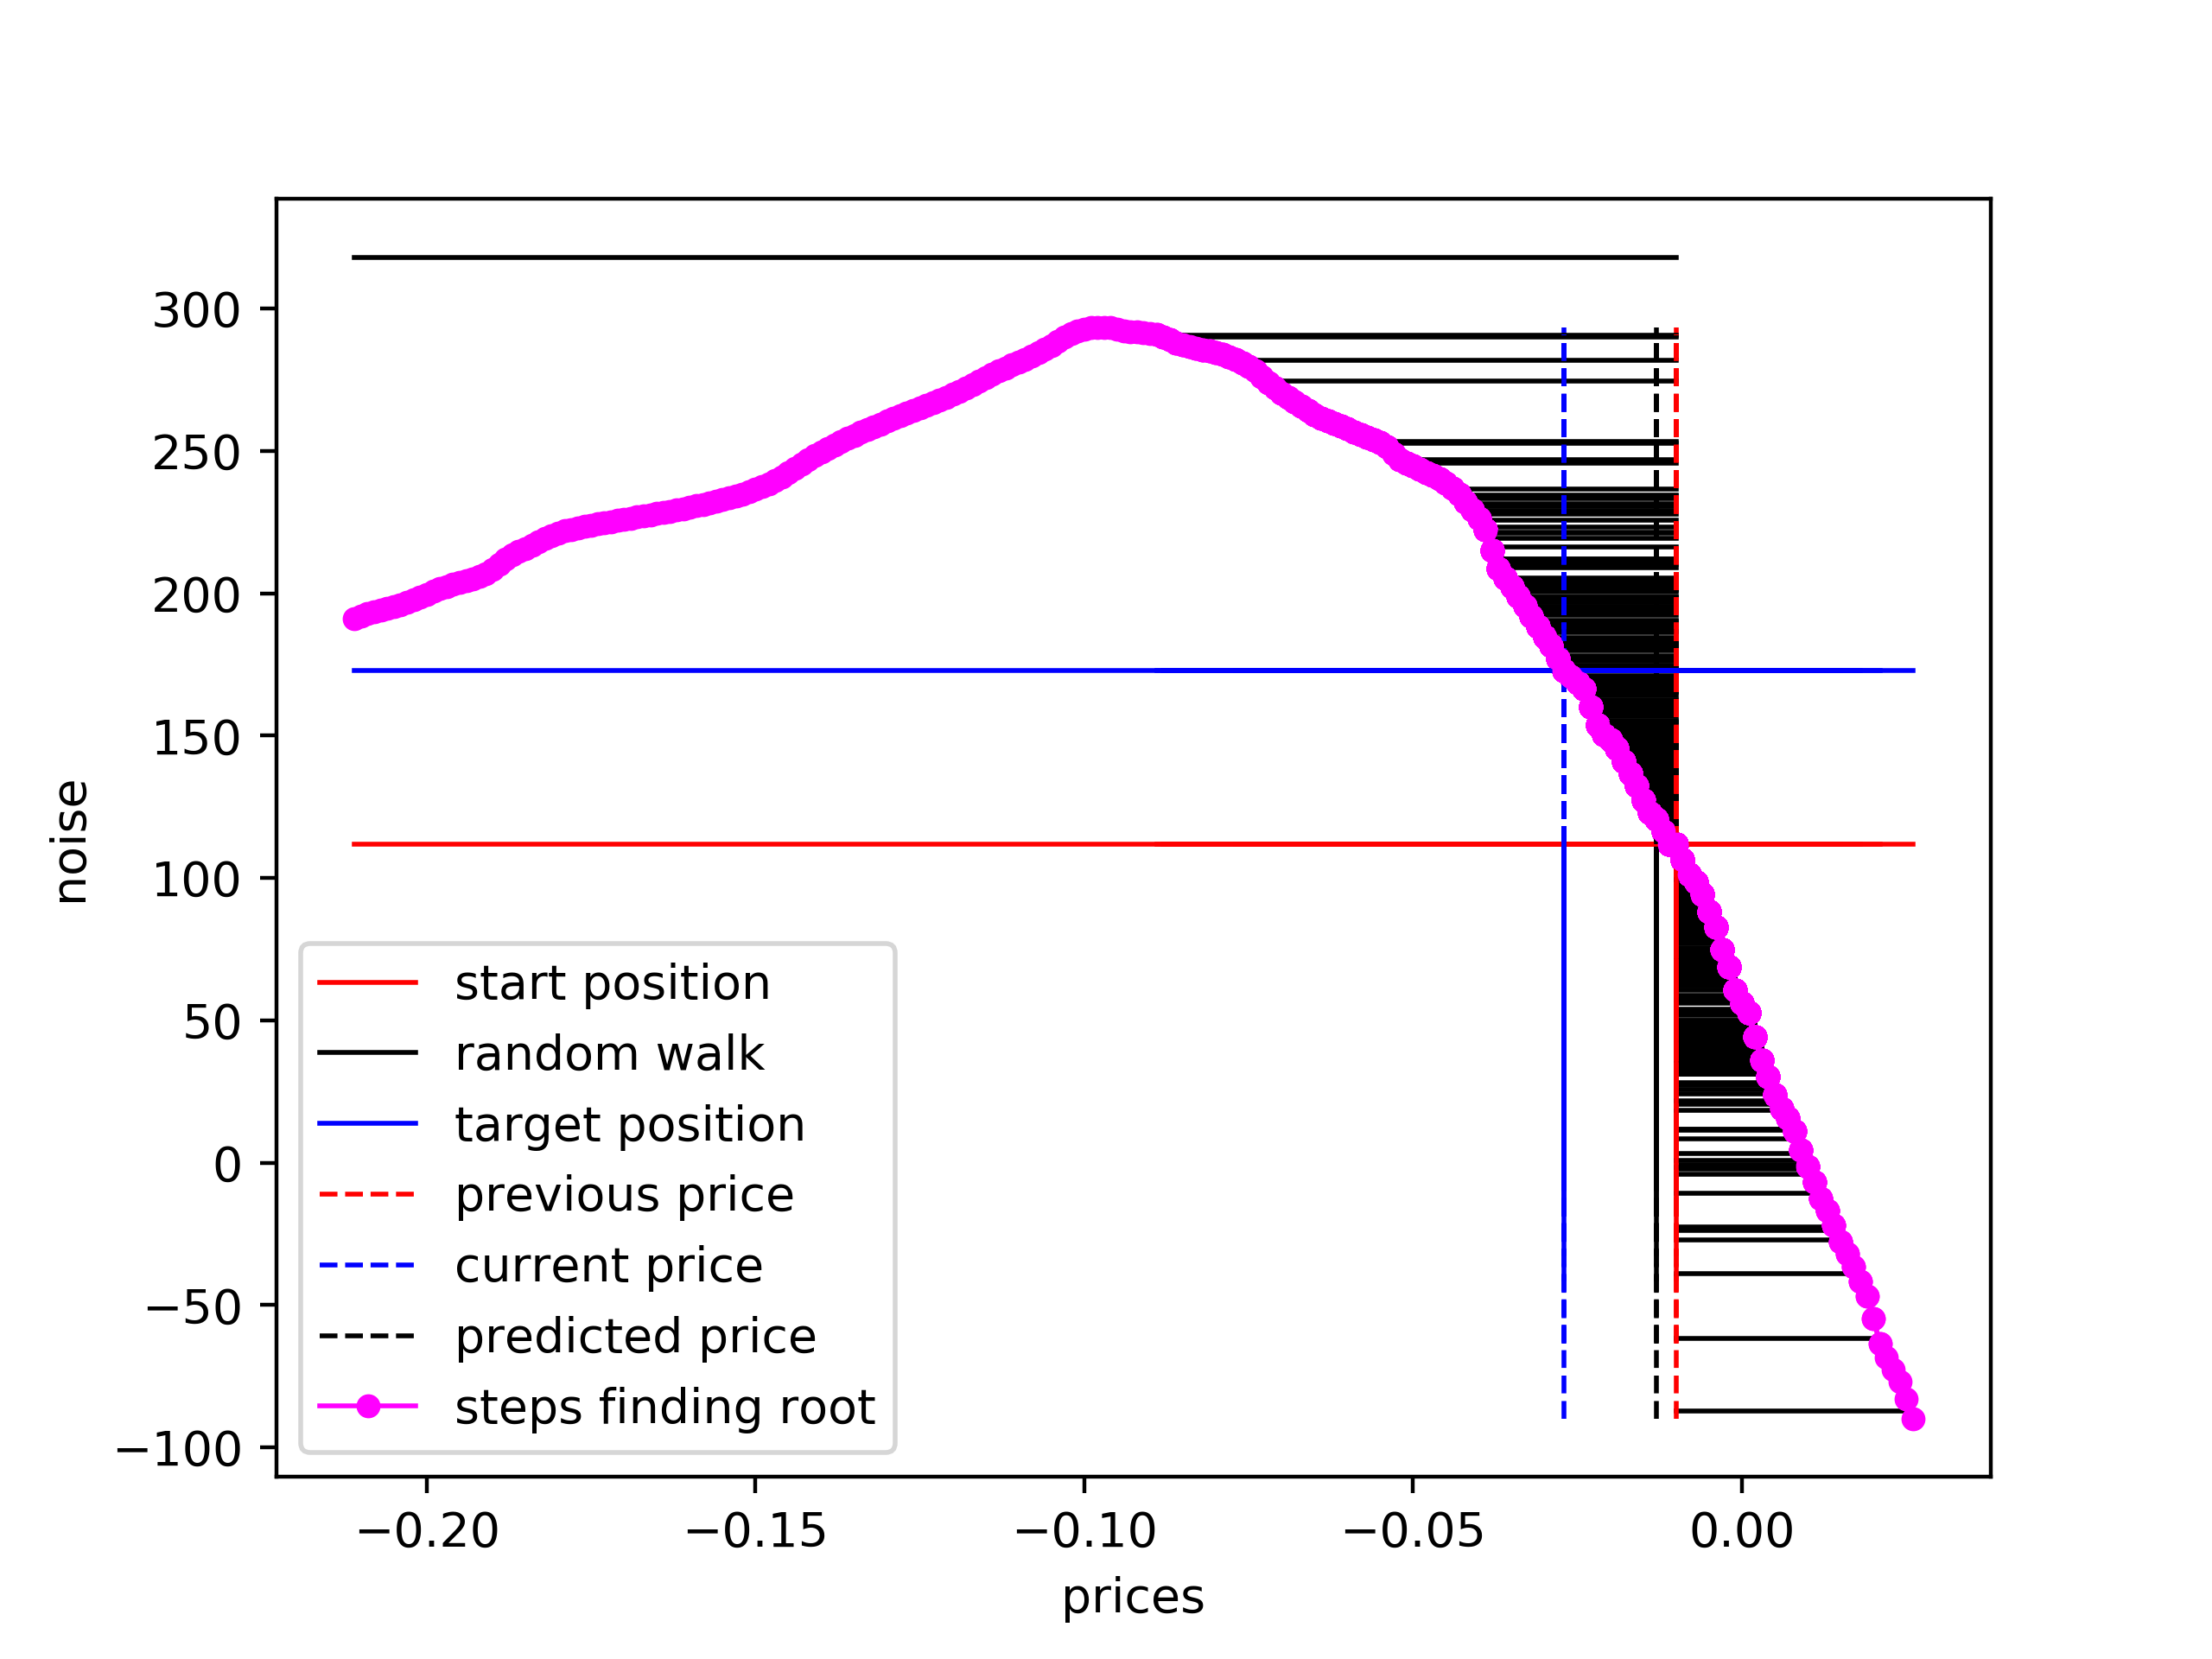 300
250
200
150
100
50
0
−50
−100
noise
start position
random walk
target position
previous price
current price
predicted price
steps finding root
−0.20 −0.15 −0.10 −0.05 0.00
prices